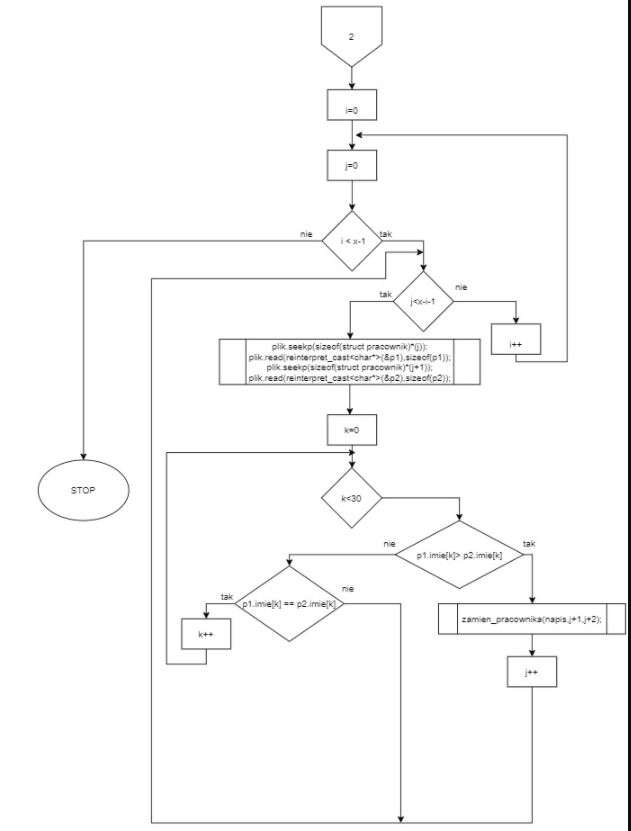 2
i=0
j=0
nie
i < x-1
tak
tak
j<x-i-1
nie
i++
plik.seekp(sizeof(struct pracownik)*(j));
plik.read(reinterpret_cast<char*>(&p1),sizeof(p1));
plik.seekp(sizeof(struct pracownik)*(j+1));
plik.read(reinterpret_cast<char*>(&p2),sizeof(p2));
k=0
STOP
k<30
nie
p1.imie[k]> p2.imie[k]
tak
tak
p1.imie[k] == p2.imie[k]
nie
k++
zamien_pracownika(napis,j+1,j+2);
j++